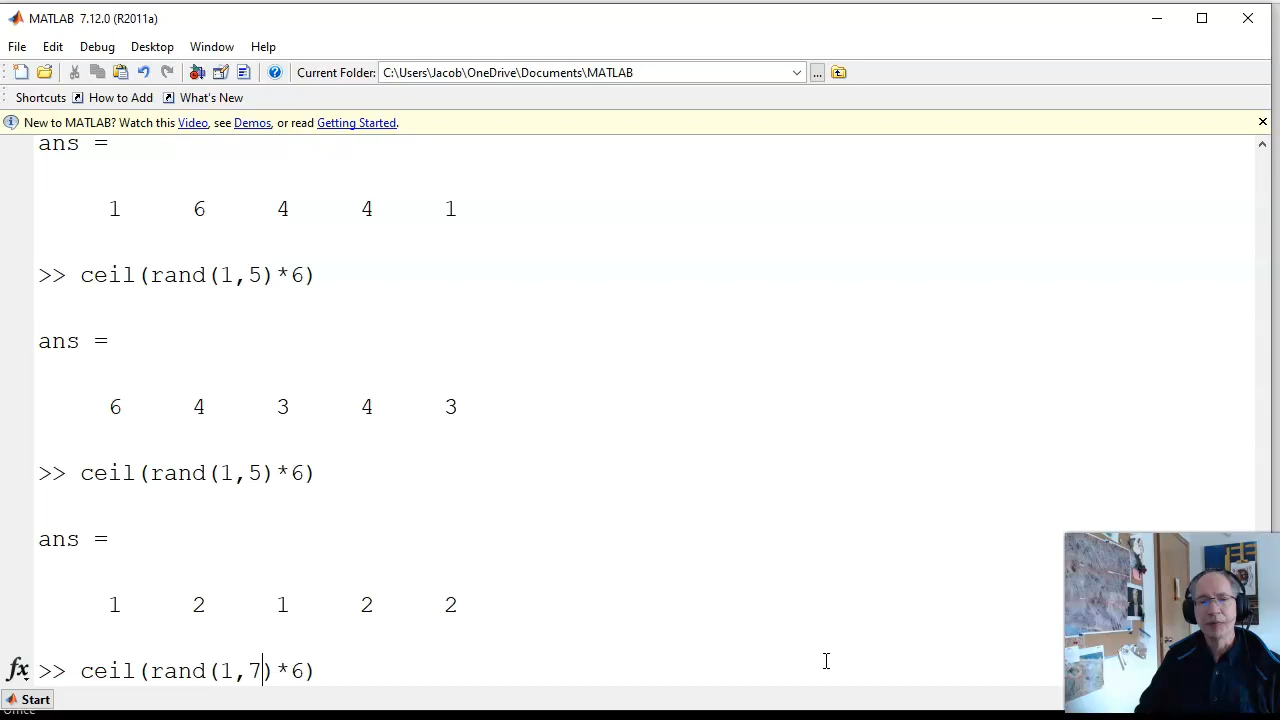 MATLAB 7.12.0 (R2011a)
File Edit Debug Desktop Window Help
Current Folder: C:\Users\Jacob\OneDrive\Documents\MATLAB ...
Shortcuts How to Add What's New
New to MATLAB? Watch this Video, see Demos, or read Getting Started.
ans =
1 6 4 4 1
>> ceil(rand(1,5)*6)
ans =
6 4 3 4 3
>> ceil(rand(1,5)*6)
ans =
1 2 1 2 2
fx >> ceil(rand(1,7)*6)
Start
Office